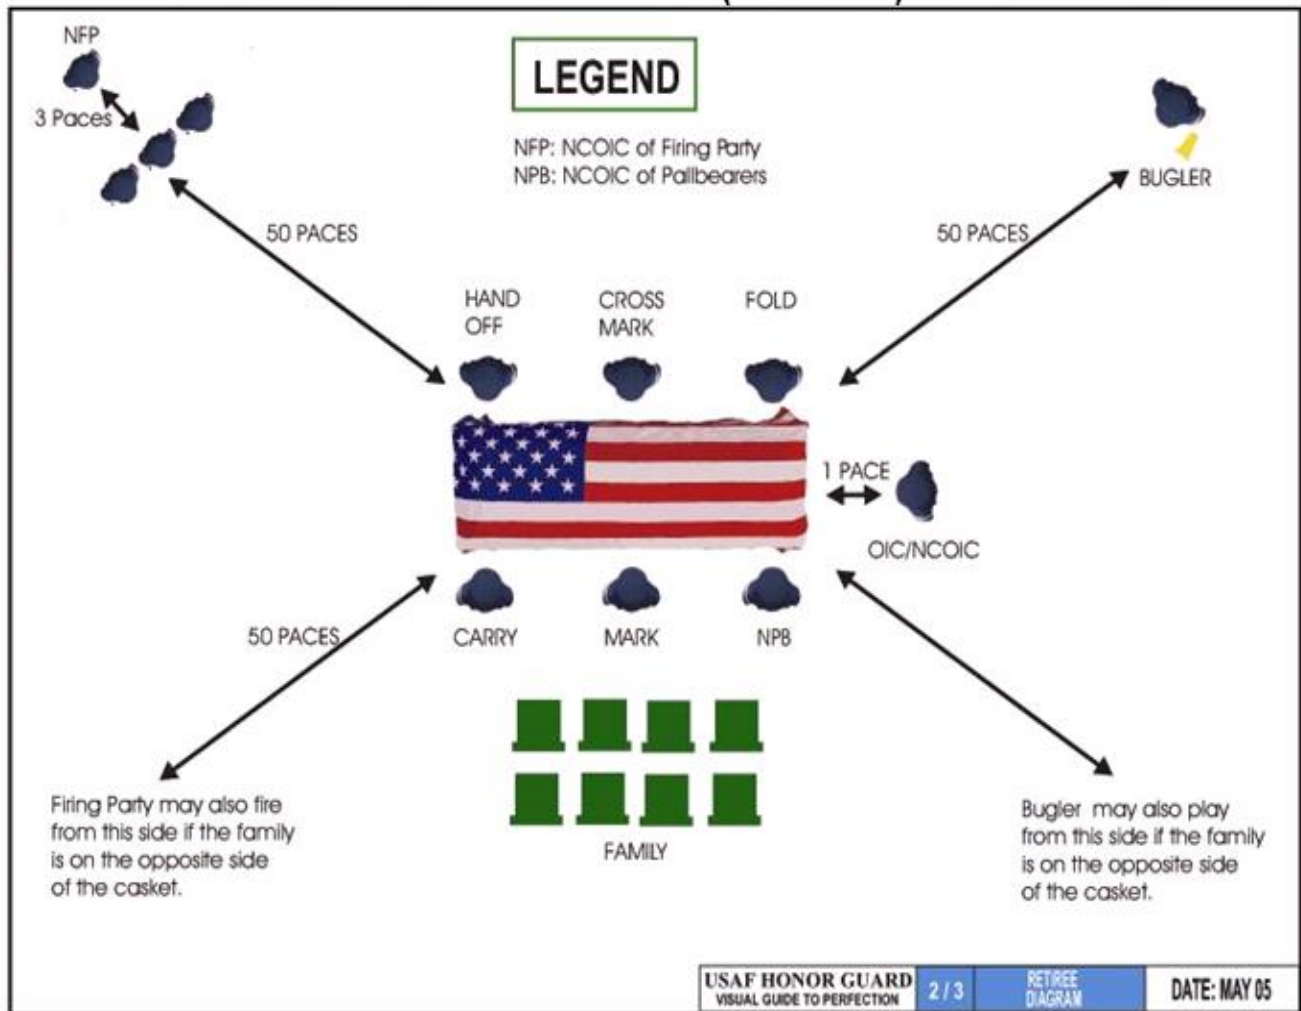 NFP
3 Paces
LEGEND
NFP: NCOIC of Firing Party
NPB: NCOIC of Pallbearers
BUGLER
50 PACES
50 PACES
HAND
OFF
CROSS
MARK
FOLD
1 PACE
OIC/NCOIC
50 PACES
CARRY
MARK
NPB
Firing Party may also fire
from this side if the family
is on the opposite side
of the casket.
FAMILY
Bugler may also play
from this side if the family
is on the opposite side
of the casket.
USAF HONOR GUARD
VISUAL GUIDE TO PERFECTION
2 / 3
RETIREE
DIAGRAM
DATE: MAY 05